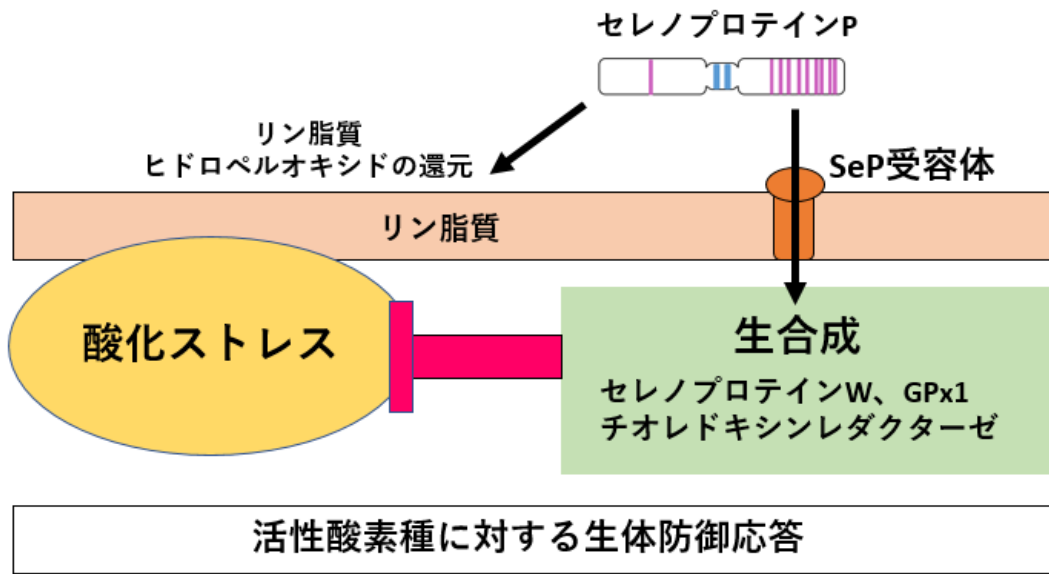 セレノプロテインP
リン脂質
ヒドロペルオキシドの還元
SeP受容体
リン脂質
酸化ストレス
生合成
セレノプロテインW、GPx1
チオレドキシンレダクターゼ
活性酸素種に対する生体防御応答